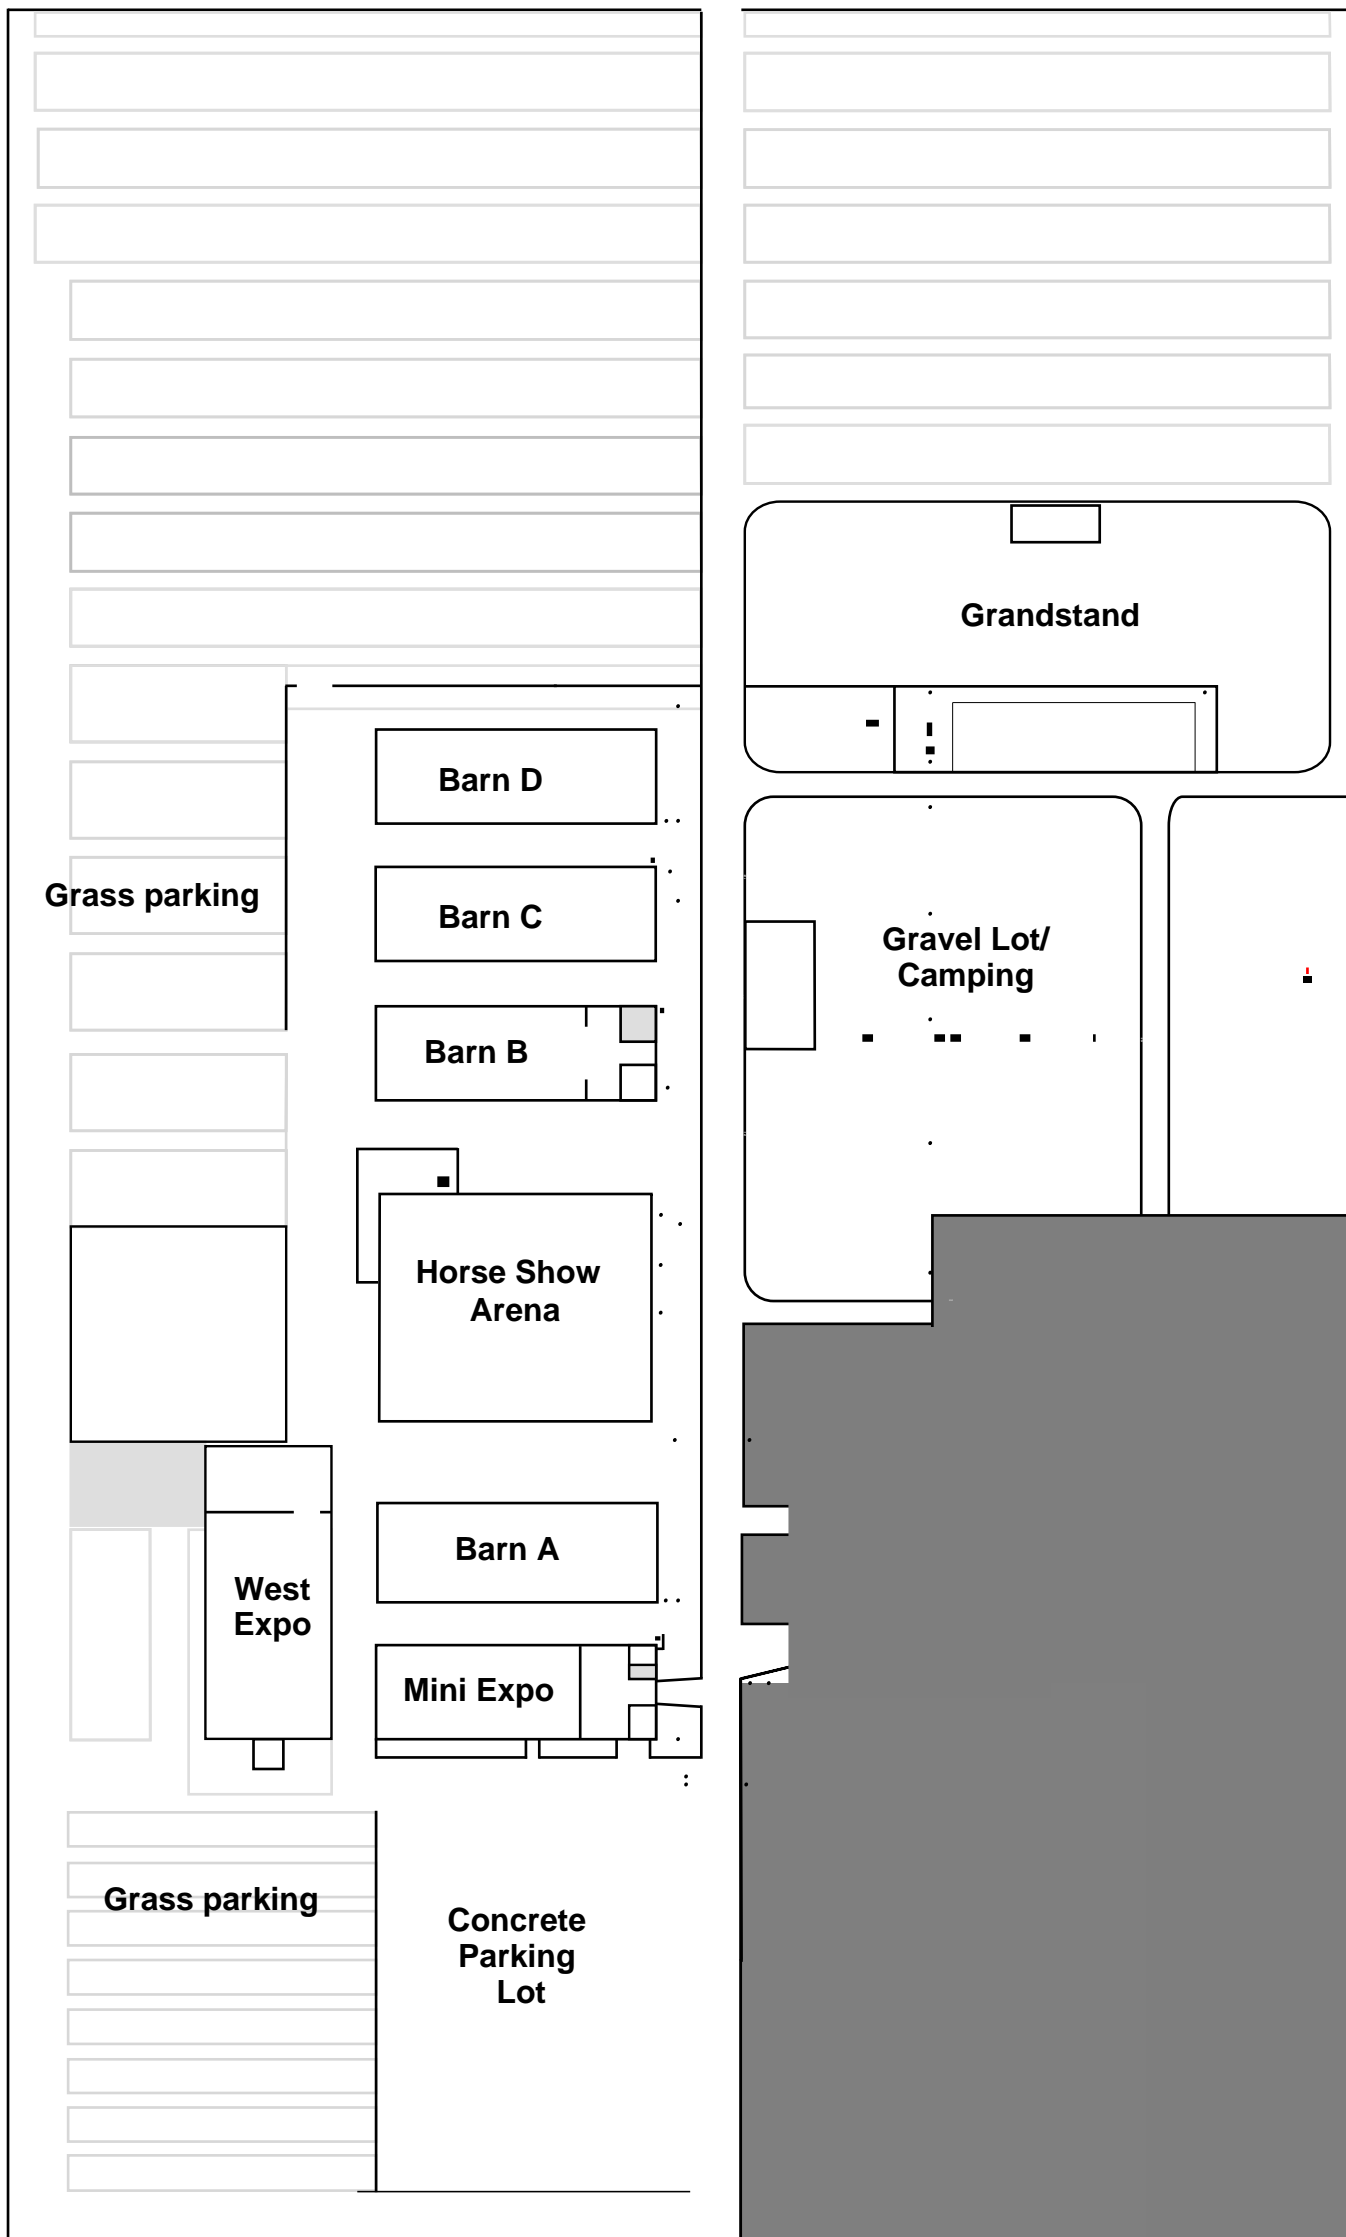 Grandstand
Barn D
Grass parking
Barn C
Gravel Lot/
Camping
Barn B
Horse Show
Arena
Barn A
West
Expo
Mini Expo
Grass parking
Concrete
Parking
Lot